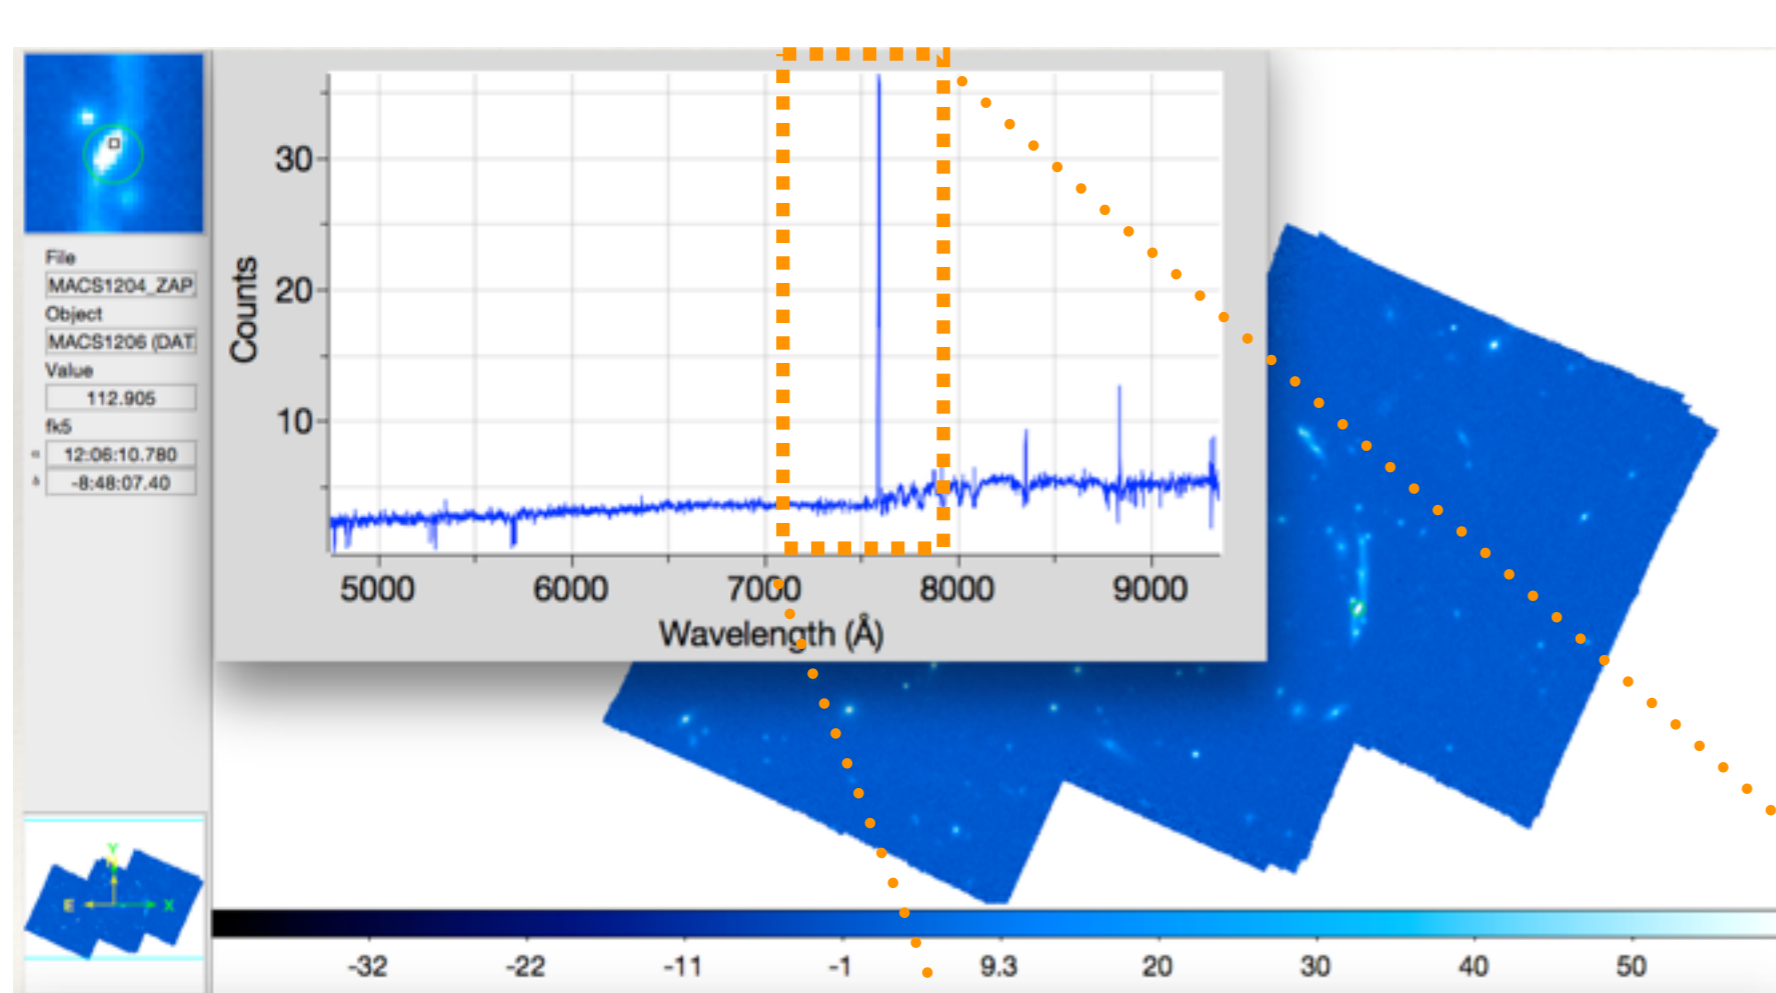 File
MACS1204_ZAP
Object
MACS1206 (DAT
Value
112.905
fk5
α 12:06:10.780
δ -8:48:07.40
Counts
30
20
10
5000 6000 7000 8000 9000
Wavelength (Å)
Y
N
E X
-32 -22 -11 -1 9.3 20 30 40 50